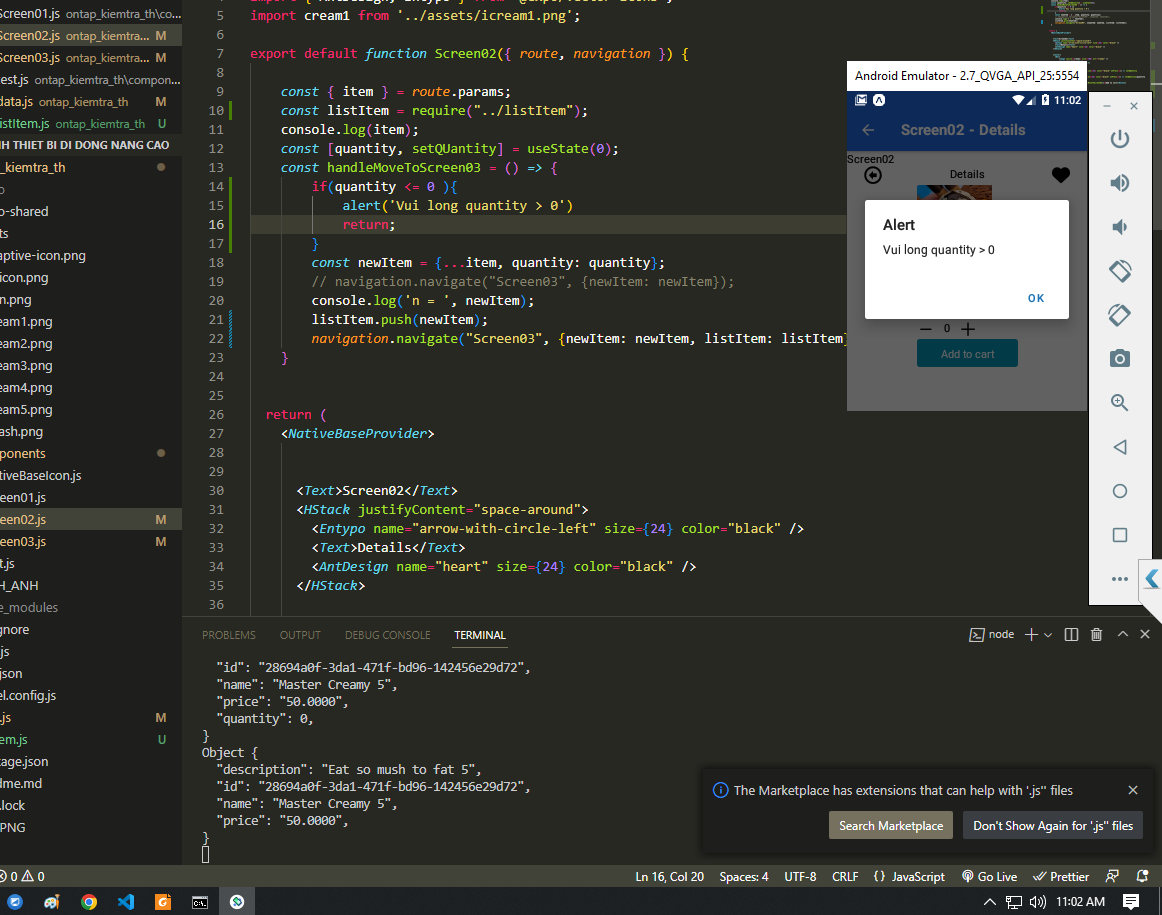 Screen01.js ontap_kiemtra_th\co...
Screen02.js ontap_kiemtra... M
Screen03.js ontap_kiemtra... M
est.js ontap_kiemtra_th\compon...
data.js ontap_kiemtra_th M
istItem.js ontap_kiemtra_th U
NH THIET BI DI DONG NANG CAO
_kiemtra_th
o
o-shared
ts
aptive-icon.png
icon.png
n.png
eam1.png
eam2.png
eam3.png
eam4.png
eam5.png
ash.png
ponents
tiveBaseIcon.js
een01.js
een02.js M
een03.js M
t.js
H_ANH
e_modules
gnore
.js
json
el.config.js
.js M
em.js U
kage.json
dme.md
.lock
PNG
5 import cream1 from '../assets/icream1.png';
6
7 export default function Screen02({ route, navigation }) {
8
9 const { item } = route.params;
10 const listItem = require("../listItem");
11 console.log(item);
12 const [quantity, setQUantity] = useState(0);
13 const handleMoveToScreen03 = () => {
14 if(quantity <= 0 ){
15 alert('Vui long quantity > 0')
16 return;
17 }
18 const newItem = {...item, quantity: quantity};
19 // navigation.navigate("Screen03", {newItem: newItem});
20 console.log('n = ', newItem);
21 listItem.push(newItem);
22 navigation.navigate("Screen03", {newItem: newItem, listItem: listItem}
23 }
24
25
26 return (
27 <NativeBaseProvider>
28
29
30 <Text>Screen02</Text>
31 <HStack justifyContent="space-around">
32 <Entypo name="arrow-with-circle-left" size={24} color="black" />
33 <Text>Details</Text>
34 <AntDesign name="heart" size={24} color="black" />
35 </HStack>
36
Android Emulator - 2.7_QVGA_API_25:5554
11:02
Screen02 - Details
Screen02
Details
Alert
Vui long quantity > 0
OK
0
Add to cart
PROBLEMS OUTPUT DEBUG CONSOLE TERMINAL
node
"id": "28694a0f-3da1-471f-bd96-142456e29d72",
"name": "Master Creamy 5",
"price": "50.0000",
"quantity": 0,
}
Object {
"description": "Eat so mush to fat 5",
"id": "28694a0f-3da1-471f-bd96-142456e29d72",
"name": "Master Creamy 5",
"price": "50.0000",
}
The Marketplace has extensions that can help with '.js'' files
Search Marketplace
Don't Show Again for '.js'' files
0 0
Ln 16, Col 20 Spaces: 4 UTF-8 CRLF {} JavaScript Go Live Prettier
11:02 AM